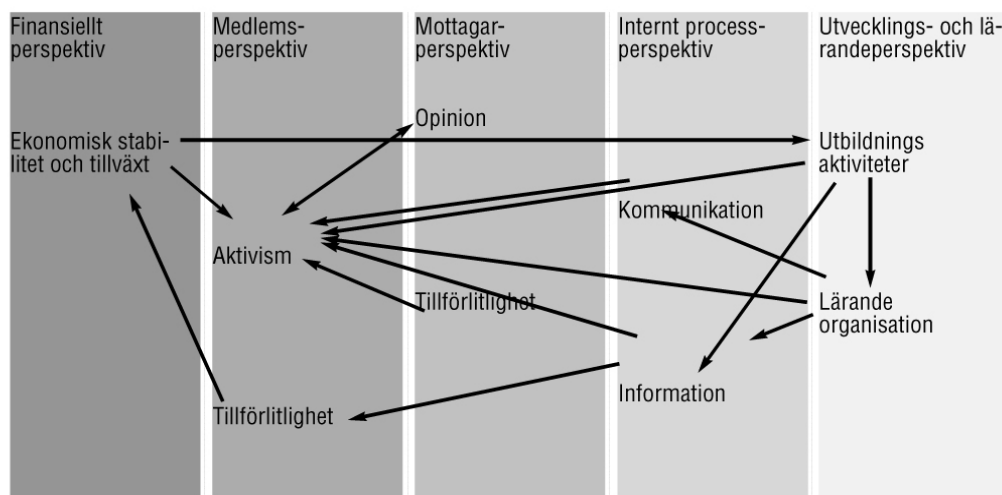 Finansiellt
perspektiv
Medlems-
perspektiv
Mottagar-
perspektiv
Internt process-
perspektiv
Utvecklings- och lä-
randeperspektiv
Opinion
Ekonomisk stabi-
litet och tillväxt
Utbildnings
aktiviteter
Kommunikation
Aktivism
Tillförlitlighet
Lärande
organisation
Information
Tillförlitlighet